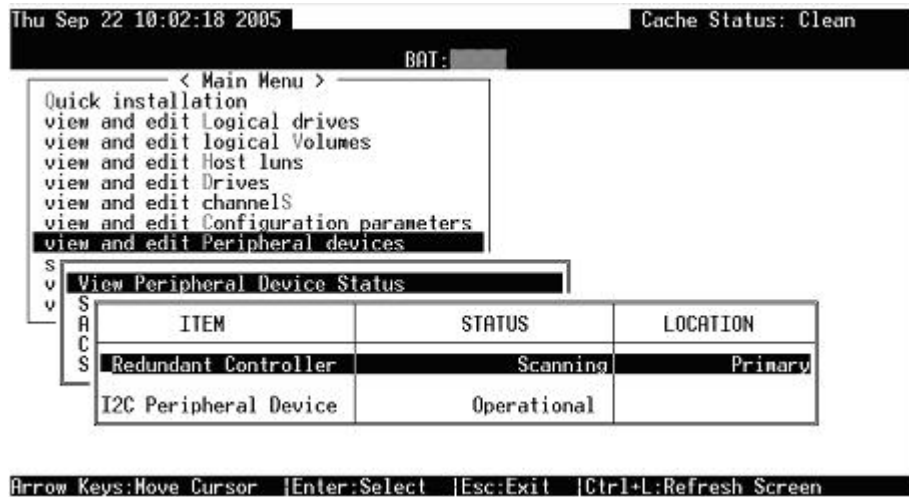 Thu Sep 22 10:02:18 2005 Cache Status: Clean
BAT:
< Main Menu >
Quick installation
view and edit Logical drives
view and edit logical Volumes
view and edit Host luns
view and edit Drives
view and edit channelS
view and edit Configuration parameters
view and edit Peripheral devices
s
v View Peripheral Device Status
v S
A ITEM STATUS LOCATION
C
S Redundant Controller Scanning Primary
I2C Peripheral Device Operational
Arrow Keys:Move Cursor |Enter:Select |Esc:Exit |Ctrl+L:Refresh Screen